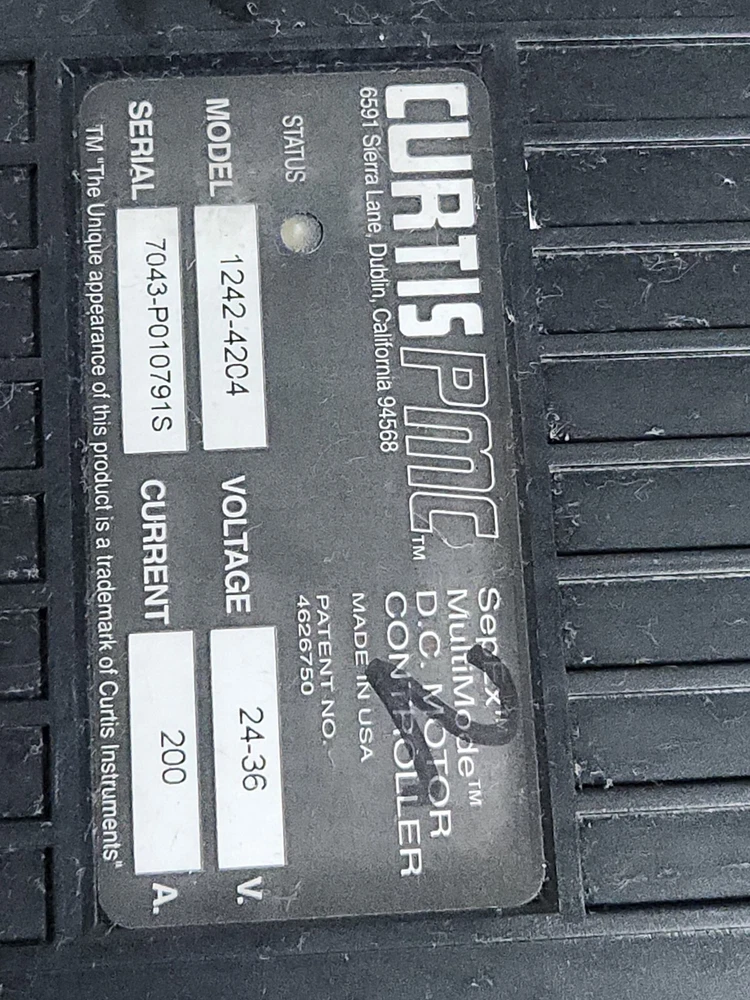 CURTIS PMC™
6591 Sierra Lane, Dublin, California 94568
MultiMode™
D.C. MOTOR
CONTROLLER
MADE IN USA
PATENT NO.
4626750
STATUS
MODEL 1242-4204 VOLTAGE 24-36 V.
SERIAL 7043-P010791S CURRENT 200 A.
TM "The Unique appearance of this product is a trademark of Curtis Instruments"